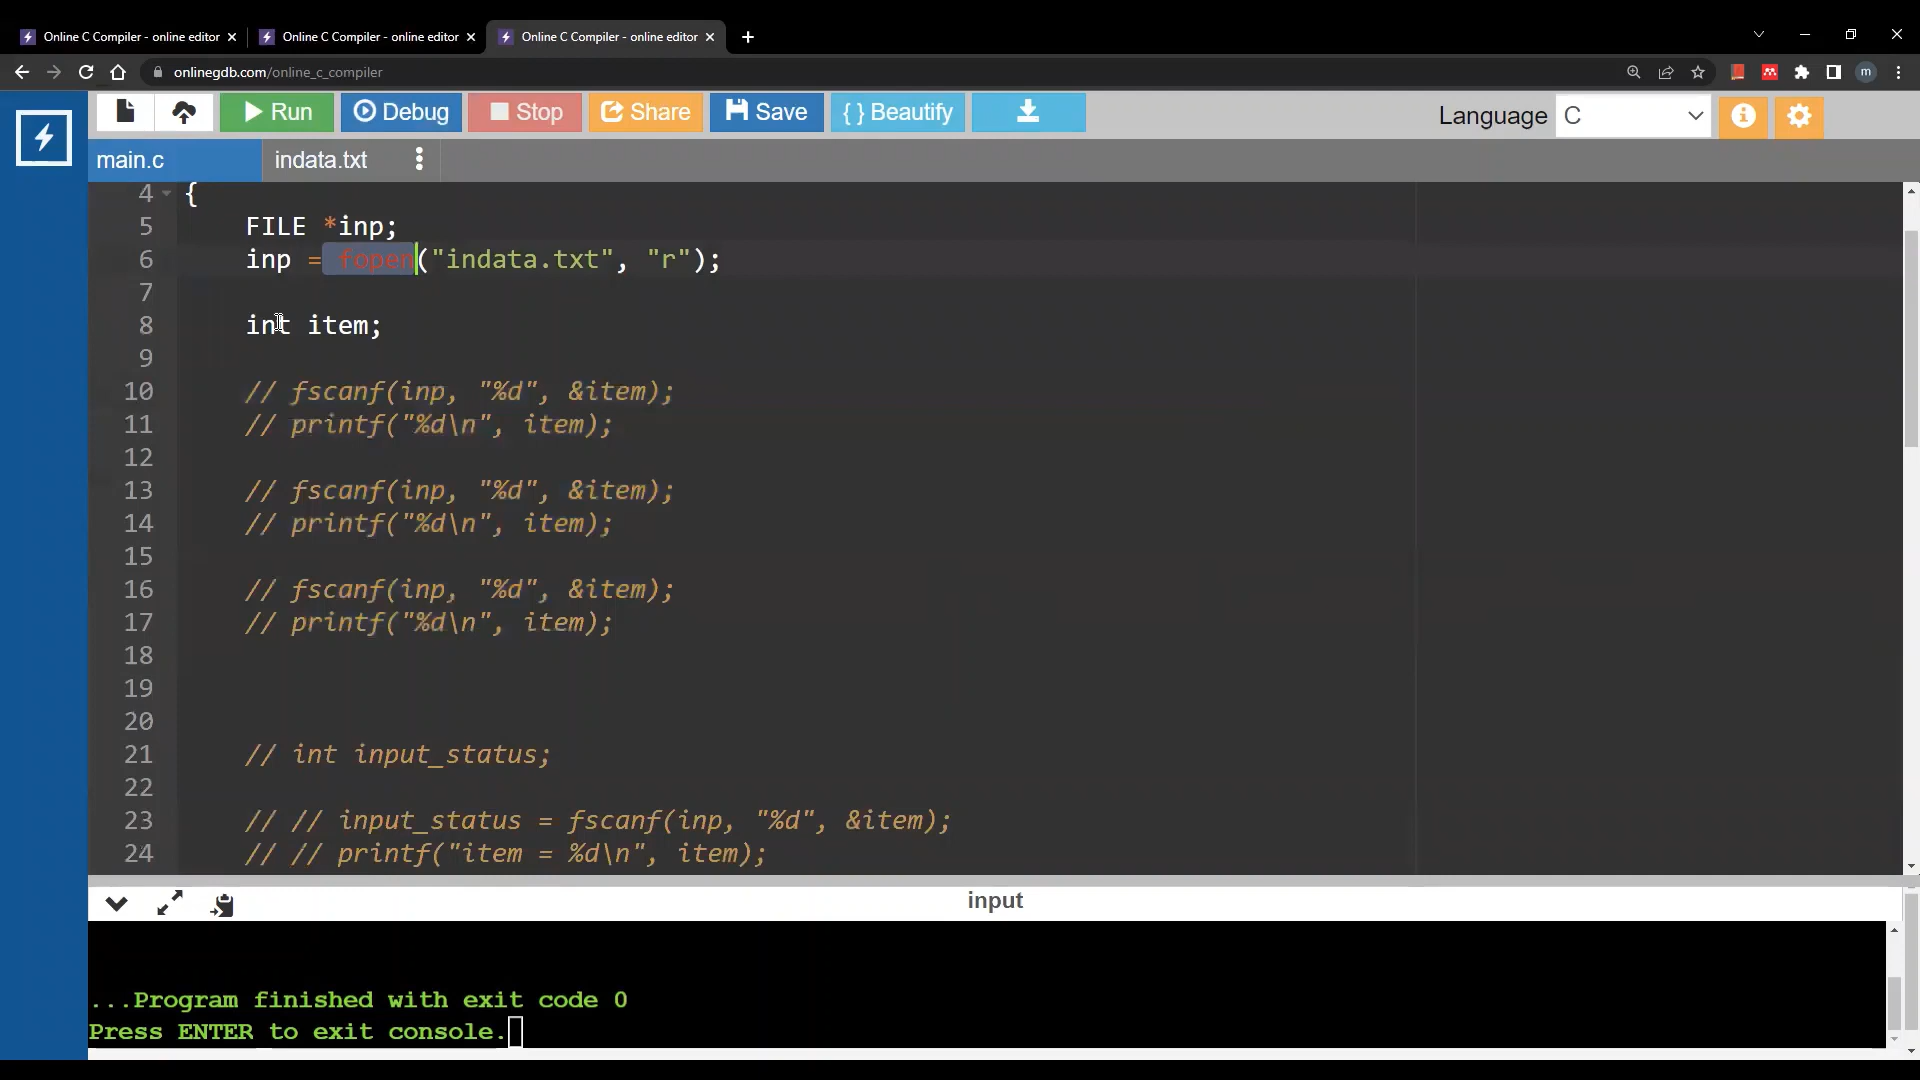 Online C Compiler - online editor Online C Compiler - online editor Online C Compiler - online editor
onlinegdb.com/online_c_compiler m
Run Debug Stop Share Save { } Beautify Language C
main.c indata.txt
4 {
5 FILE *inp;
6 inp = fopen("indata.txt", "r");
7
8 int item;
9
10 // fscanf(inp, "%d", &item);
11 // printf("%d\n", item);
12
13 // fscanf(inp, "%d", &item);
14 // printf("%d\n", item);
15
16 // fscanf(inp, "%d", &item);
17 // printf("%d\n", item);
18
19
20
21 // int input_status;
22
23 // // input_status = fscanf(inp, "%d", &item);
24 // // printf("item = %d\n", item);
input
...Program finished with exit code 0
Press ENTER to exit console.